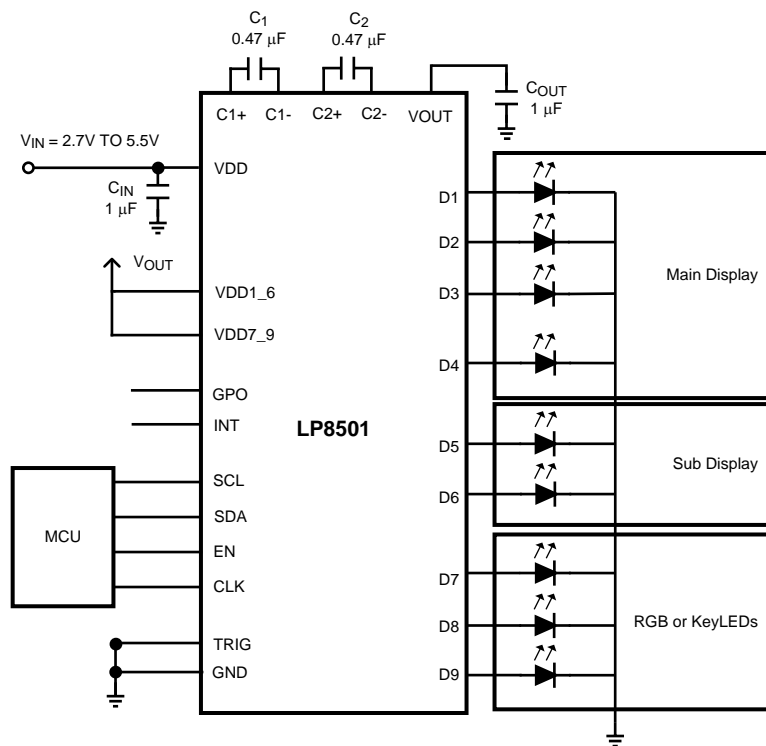 C1
0.47 µF
C2
0.47 µF
C1+ C1- C2+ C2- VOUT
COUT
1 µF
VIN = 2.7V TO 5.5V
VDD
CIN
1 µF
VOUT
VDD1_6
VDD7_9
GPO
INT
LP8501
SCL
SDA
EN
CLK
MCU
TRIG
GND
D1
D2
D3
D4
D5
D6
D7
D8
D9
Main Display
Sub Display
RGB or KeyLEDs